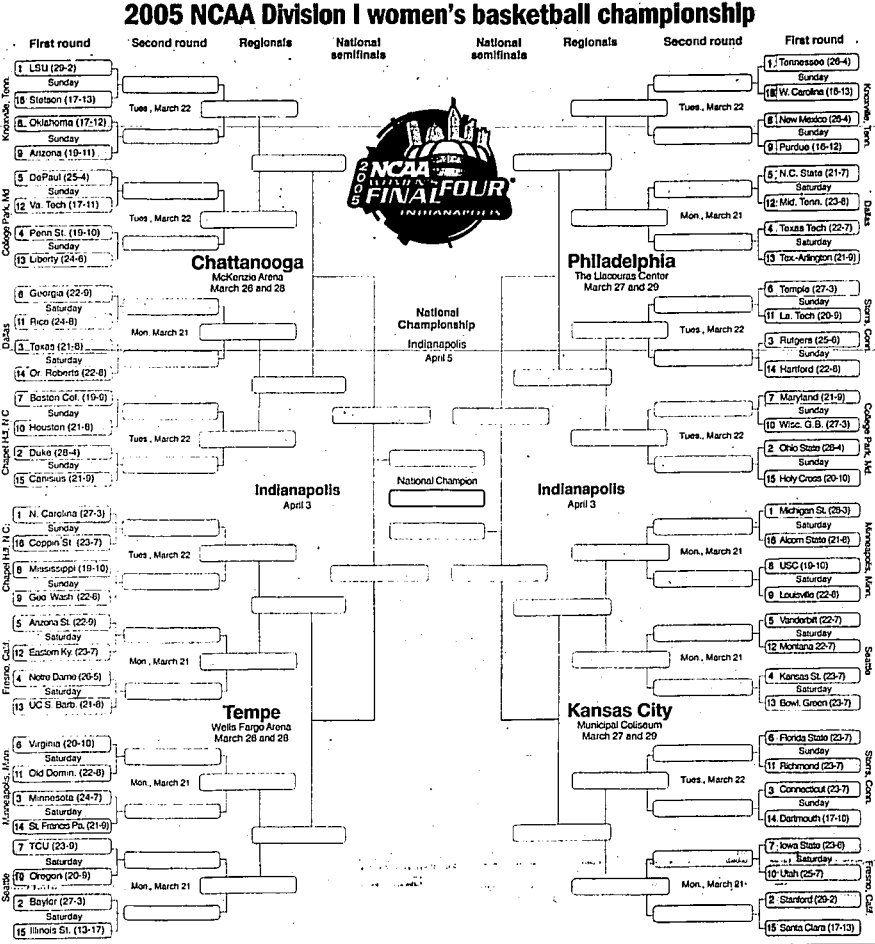 2005 NCAA Division I women's basketball championship
First round
Second round
Regionals
National
semifinals
National
semifinals
Regionals
Second round
First round
Knoxville, Tenn.
1 LSU (29-2)
Sunday
16 Stetson (17-13)
Tues., March 22
8 Oklahoma (17-12)
Sunday
9 Arizona (19-11)
College Park, Md
5 DePaul (25-4)
Sunday
12 Va. Tech (17-11)
Tues, March 22
4 Penn St. (19-10)
Sunday
13 Liberty (24-6)
Chattanooga
McKenzie Arena
March 26 and 28
Dallas
6 Georgia (22-9)
Saturday
11 Rice (24-8)
Mon. March 21
3 Texas (21-8)
Saturday
14 Or. Roberts (22-8)
Chapel Hill, N C
7 Boston Col. (19-9)
Sunday
10 Houston (21-8)
Tues, March 22
2 Duke (28-4)
Sunday
15 Canisius (21-9)
Indianapolis
April 3
Chapel Hill, N C.
1 N. Carolina (27-3)
Sunday
16 Coppin St (23-7)
Tues, March 22
8 Mississippi (19-10)
Sunday
9 Geo Wash (22-8)
Fresno, Calif.
5 Arizona St. (22-9)
Saturday
12 Eastern Ky. (23-7)
Mon, March 21
4 Notre Dame (26-5)
Saturday
13 UC S. Barb. (21-8)
Tempe
Wells Fargo Arena
March 26 and 28
Minneapolis, Minn
6 Virginia (20-10)
Saturday
11 Old Domin. (22-8)
Mon, March 21
3 Minnesota (24-7)
Saturday
14 St. Francis Pa. (21-9)
Seattle
7 TCU (23-9)
Saturday
10 Oregon (20-9)
Mon., March 21
2 Baylor (27-3)
Saturday
15 Illinois St. (13-17)
2005
NCAA
WOMEN'S
FINAL FOUR
INDIANAPOLIS
National
Championship
Indianapolis
April 5
National Champion
Knoxville, Tenn.
1 Tennessee (26-4)
Sunday
16 W. Carolina (18-13)
Tues, March 22
8 New Mexico (26-4)
Sunday
9 Purdue (16-12)
Dallas
5 N.C. State (21-7)
Saturday
12 Mid. Tenn. (23-8)
Mon, March 21
4 Texas Tech (22-7)
Saturday
13 Tex-Arlington (21-9)
Philadelphia
The Liacouras Center
March 27 and 29
Storrs, Conn.
6 Temple (27-3)
Sunday
11 La. Tech (20-9)
Tues, March 22
3 Rutgers (25-6)
Sunday
14 Hartford (22-8)
College Park, Md.
7 Maryland (21-9)
Sunday
10 Wisc. G.B. (27-3)
Tues., March 22
2 Ohio State (28-4)
Sunday
15 Holy Cross (20-10)
Indianapolis
April 3
Minneapolis, Minn.
1 Michigan St. (28-3)
Saturday
16 Alcorn State (21-8)
Mon., March 21
8 USC (19-10)
Saturday
9 Louisville (22-8)
Seattle
5 Vanderbilt (22-7)
Saturday
12 Montana 22-7)
Mon, March 21
4 Kansas St. (23-7)
Saturday
13 Bowl. Green (23-7)
Kansas City
Municipal Coliseum
March 27 and 29
Storrs, Conn.
6 Florida State (23-7)
Sunday
11 Richmond (23-7)
Tues., March 22
3 Connecticut (23-7)
Sunday
14. Dartmouth (17-10)
Fresno, Calif.
7 Iowa State (23-6)
Saturday
10 Utah (25-7)
Mon., March 21
2 Stanford (29-2)
Saturday
15 Santa Clara (17-13)